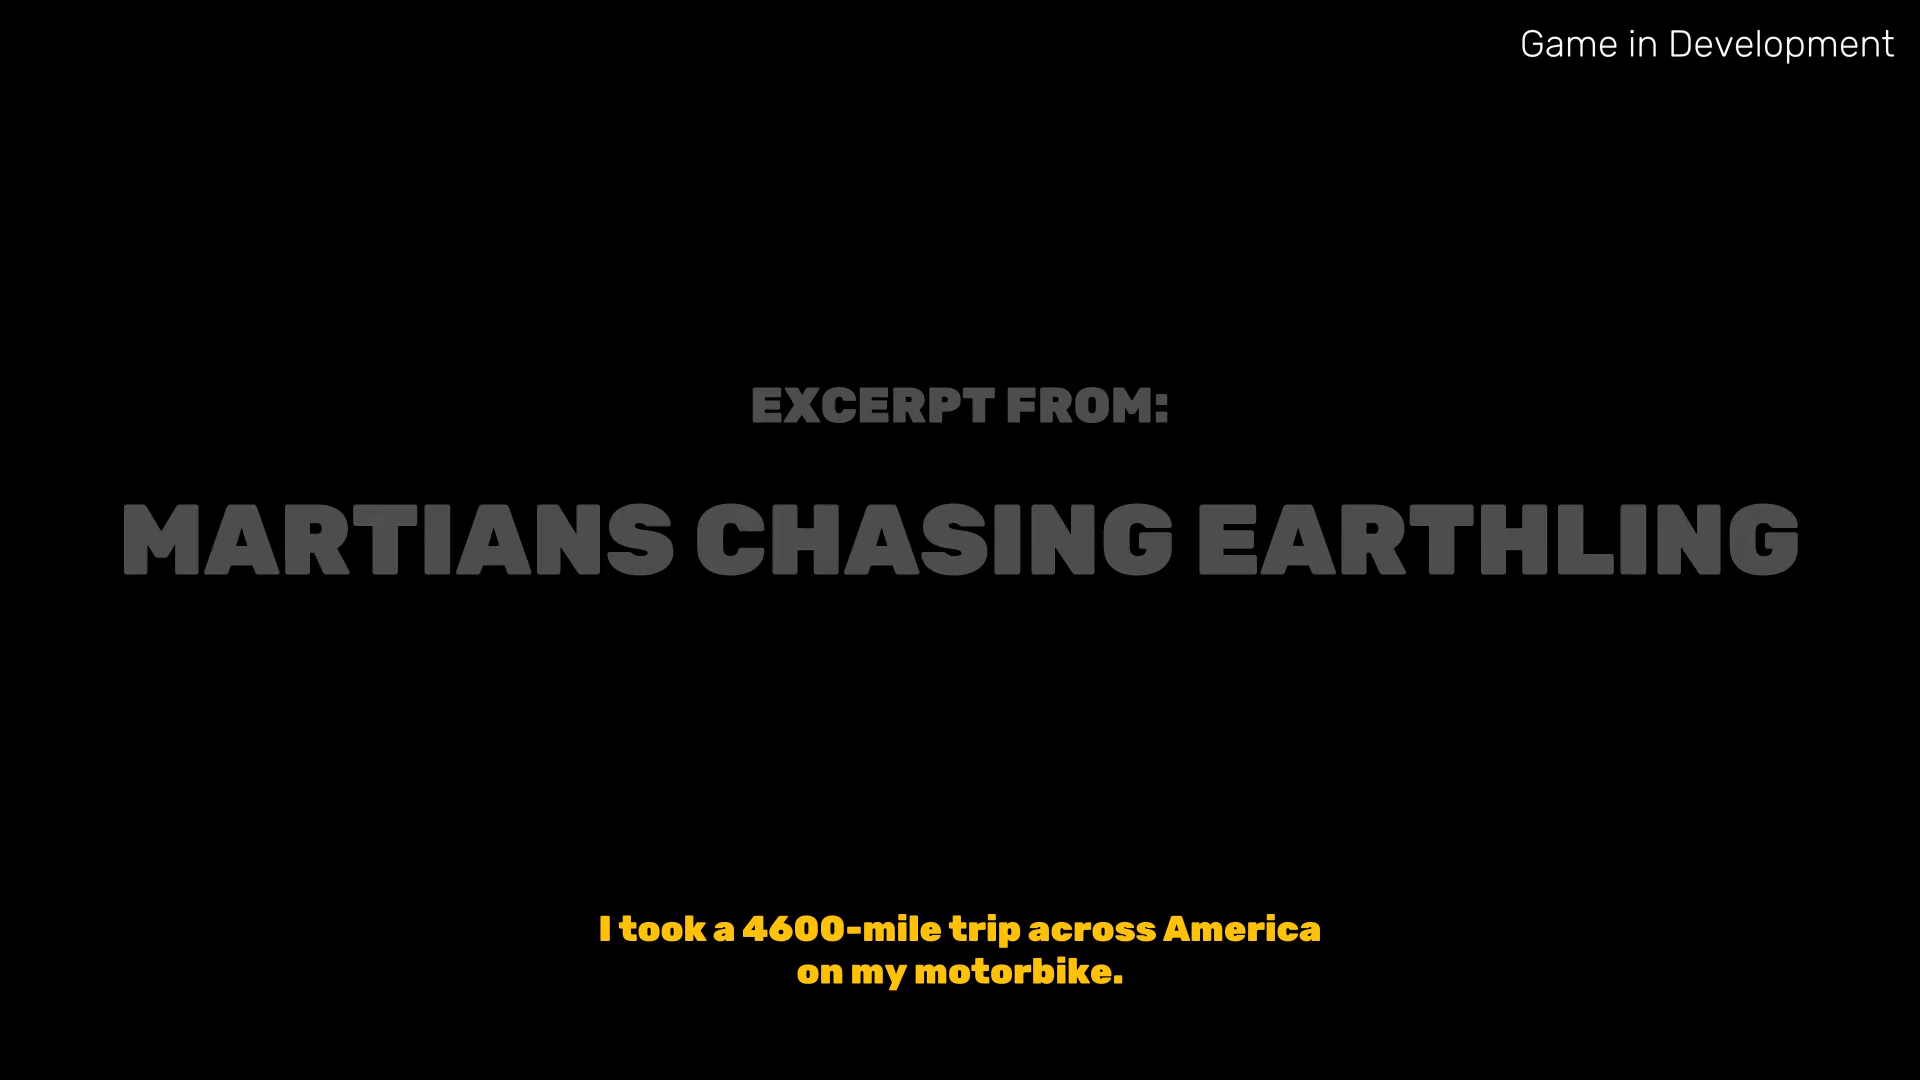 Game in Development
EXCERPT FROM:
MARTIANS CHASING EARTHLING
I took a 4600-mile trip across America
on my motorbike.